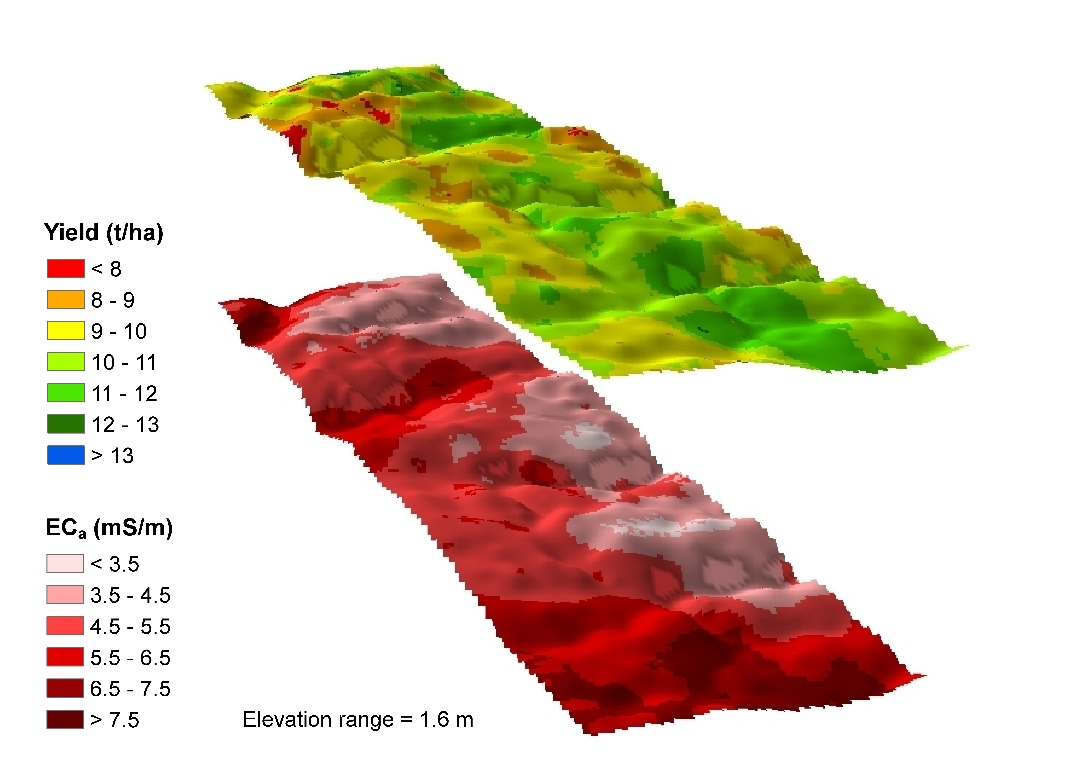 Yield (t/ha)
< 8
8 - 9
9 - 10
10 - 11
11 - 12
12 - 13
> 13
ECa (mS/m)
< 3.5
3.5 - 4.5
4.5 - 5.5
5.5 - 6.5
6.5 - 7.5
> 7.5
Elevation range = 1.6 m